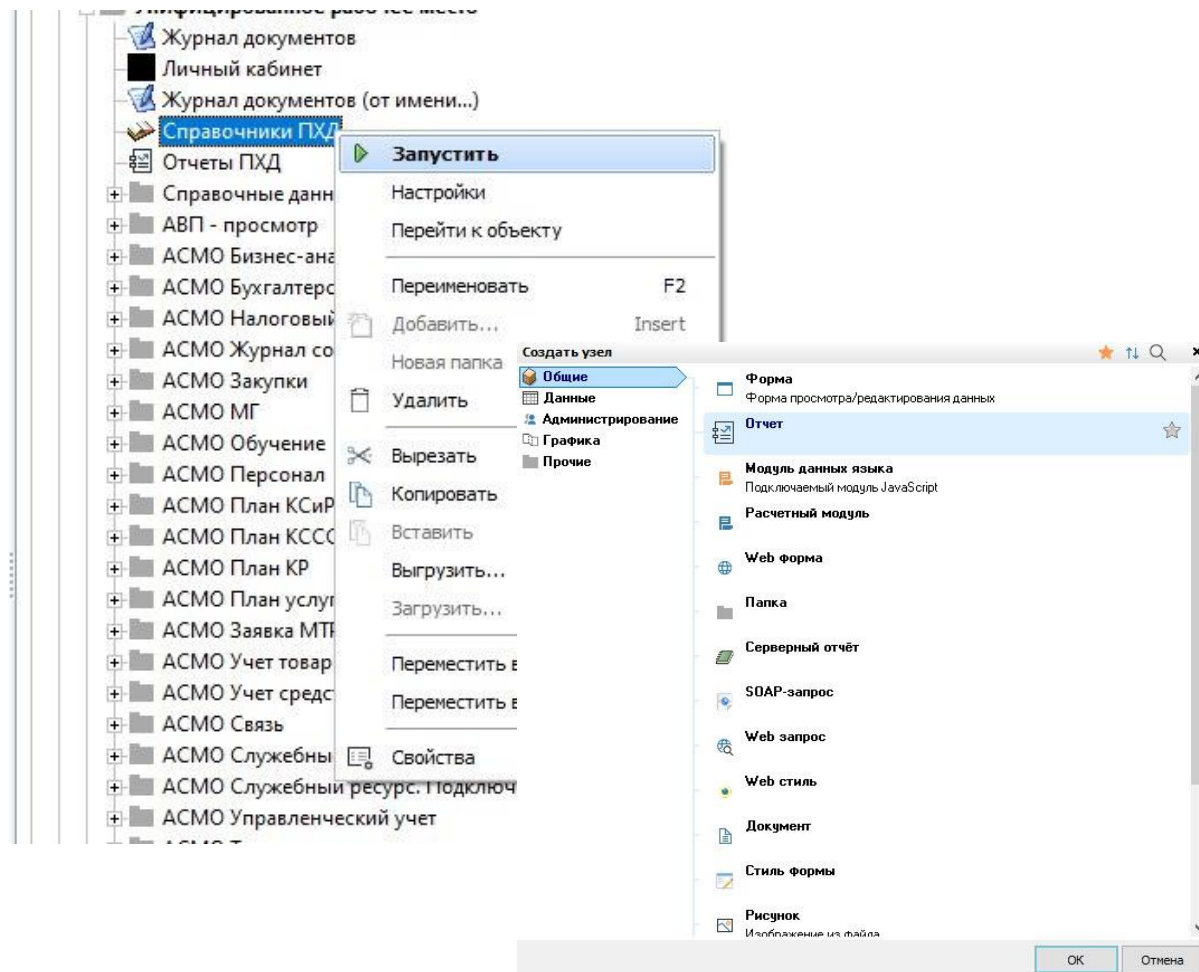 Унифицированное рабочее место
Журнал документов
Личный кабинет
Журнал документов (от имени...)
Справочники ПХД
Отчеты ПХД
Справочные данн
АВП - просмотр
АСМО Бизнес-ана
АСМО Бухгалтерс
АСМО Налоговый
АСМО Журнал со
АСМО Закупки
АСМО МГ
АСМО Обучение
АСМО Персонал
АСМО План КСиР
АСМО План КССС
АСМО План КР
АСМО План услуг
АСМО Заявка МТР
АСМО Учет товар
АСМО Учет средст
АСМО Связь
АСМО Служебны
АСМО Служебный ресурс. Подключ
АСМО Управленческий учет
Запустить
Настройки
Перейти к объекту
Переименовать F2
Добавить... Insert
Новая папка
Удалить
Вырезать
Копировать
Вставить
Выгрузить...
Загрузить...
Переместить в
Переместить в
Свойства
Создать узел
Общие
Данные
Администрирование
Графика
Прочие
Форма
Форма просмотра/редактирования данных
Отчет
Модуль данных языка
Подключаемый модуль JavaScript
Расчетный модуль
Web форма
Папка
Серверный отчёт
SOAP-запрос
Web запрос
Web стиль
Документ
Стиль формы
Рисунок
Изображение из файла
ОК Отмена